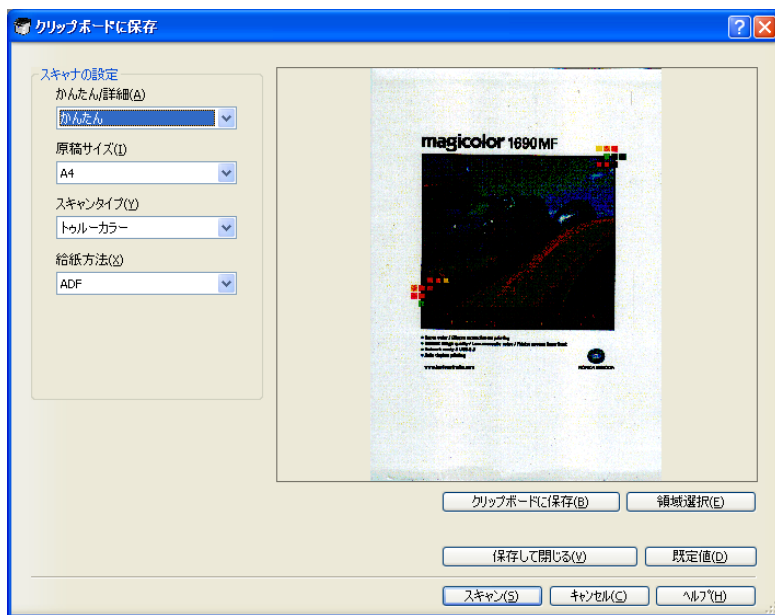 クリップボードに保存
スキャナの設定
かんたん/詳細(A)
かんたん
原稿サイズ(I)
A4
スキャンタイプ(Y)
トゥルーカラー
給紙方法(X)
ADF
magicolor 1690MF
クリップボードに保存(B)
領域選択(E)
保存して閉じる(V)
既定値(D)
スキャン(S)
キャンセル(C)
ヘルプ(H)